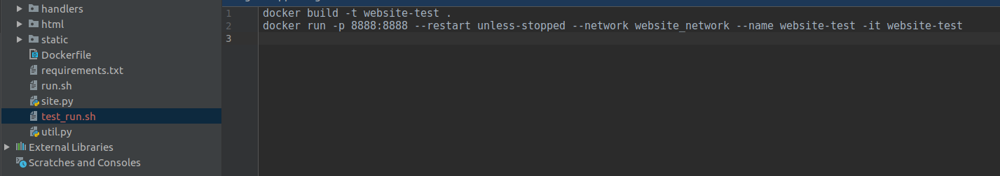 handlers
html
static
Dockerfile
requirements.txt
run.sh
site.py
test_run.sh
util.py
External Libraries
Scratches and Consoles
1 docker build -t website-test .
2 docker run -p 8888:8888 --restart unless-stopped --network website_network --name website-test -it website-test
3